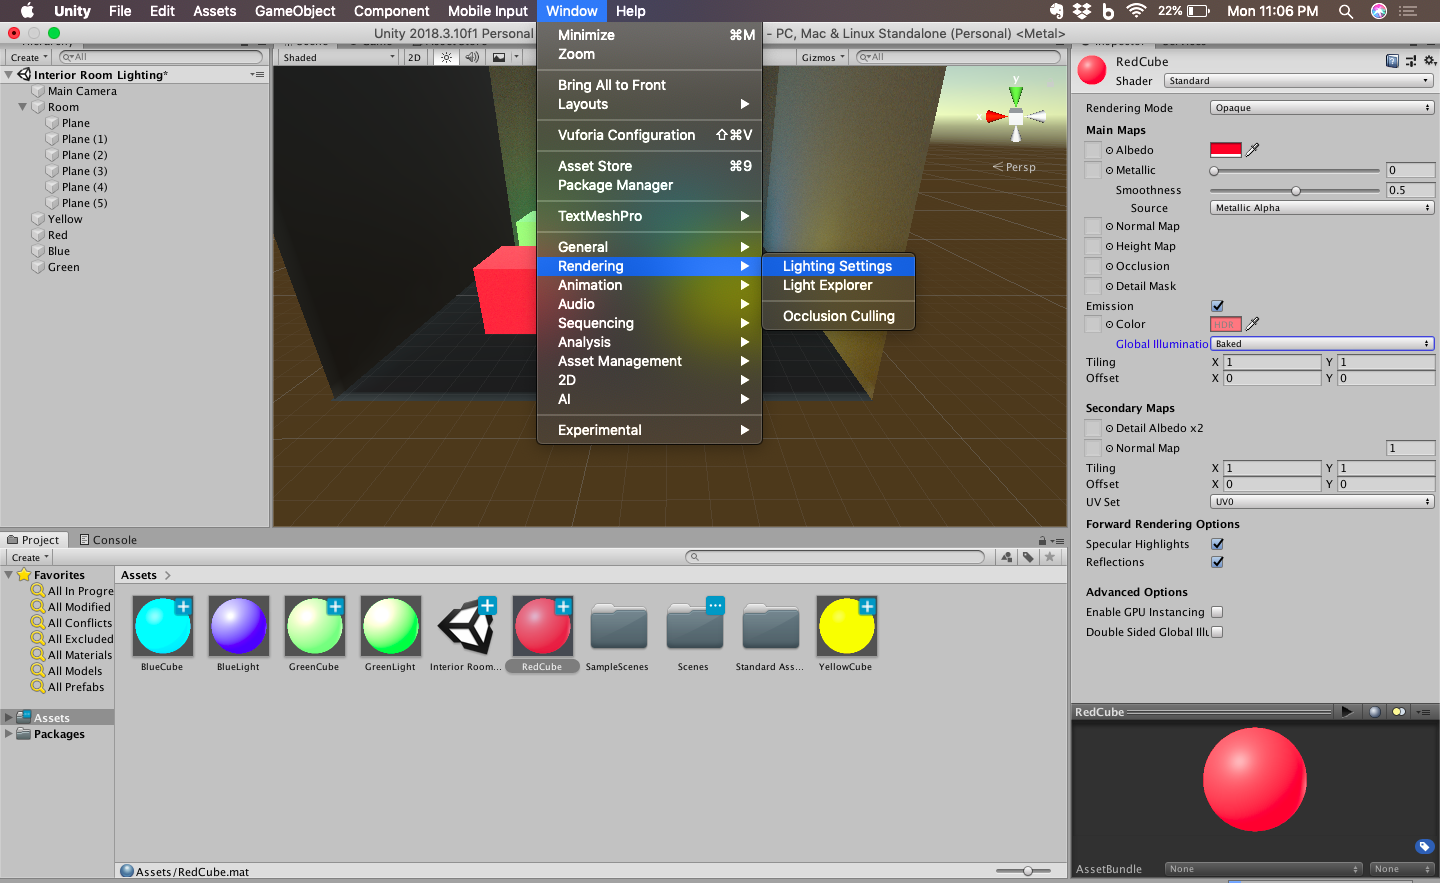 Unity File Edit Assets GameObject Component Mobile Input Window Help 22% Mon 11:06 PM
Unity 2018.3.10f1 Personal - PC, Mac & Linux Standalone (Personal) <Metal>
Create All
Interior Room Lighting*
Main Camera
Room
Plane
Plane (1)
Plane (2)
Plane (3)
Plane (4)
Plane (5)
Yellow
Red
Blue
Green
Shaded 2D Gizmos All
y
x
Persp
Minimize ⌘M
Zoom
Bring All to Front
Layouts
Vuforia Configuration ⇧⌘V
Asset Store ⌘9
Package Manager
TextMeshPro
General
Rendering
Animation
Audio
Sequencing
Analysis
Asset Management
2D
AI
Experimental
Lighting Settings
Light Explorer
Occlusion Culling
RedCube
Shader Standard
Rendering Mode Opaque
Main Maps
Albedo
Metallic 0
Smoothness 0.5
Source Metallic Alpha
Normal Map
Height Map
Occlusion
Detail Mask
Emission
Color HDR
Global Illuminatio Baked
Tiling X 1 Y 1
Offset X 0 Y 0
Secondary Maps
Detail Albedo x2
Normal Map 1
Tiling X 1 Y 1
Offset X 0 Y 0
UV Set UV0
Forward Rendering Options
Specular Highlights
Reflections
Advanced Options
Enable GPU Instancing
Double Sided Global Illu
Project Console
Create
Favorites
All In Progre
All Modified
All Conflicts
All Excluded
All Materials
All Models
All Prefabs
Assets
Packages
Assets
BlueCube BlueLight GreenCube GreenLight Interior Room... RedCube SampleScenes Scenes Standard Ass... YellowCube
Assets/RedCube.mat
RedCube
AssetBundle None None